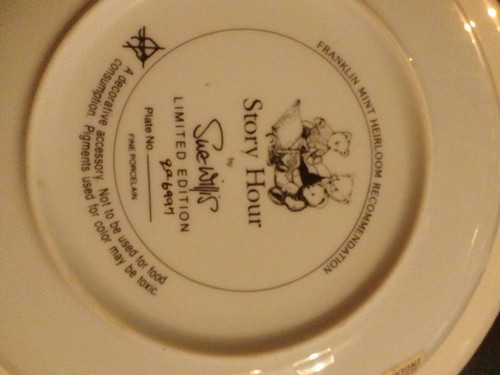 FRANKLIN MINT HEIRLOOM RECOMMENDATION
Story Hour
by
Sue Willis
LIMITED EDITION
Plate No. QA6997
FINE PORCELAIN
A decorative accessory. Not to be used for food
consumption. Pigments used for color may be toxic.